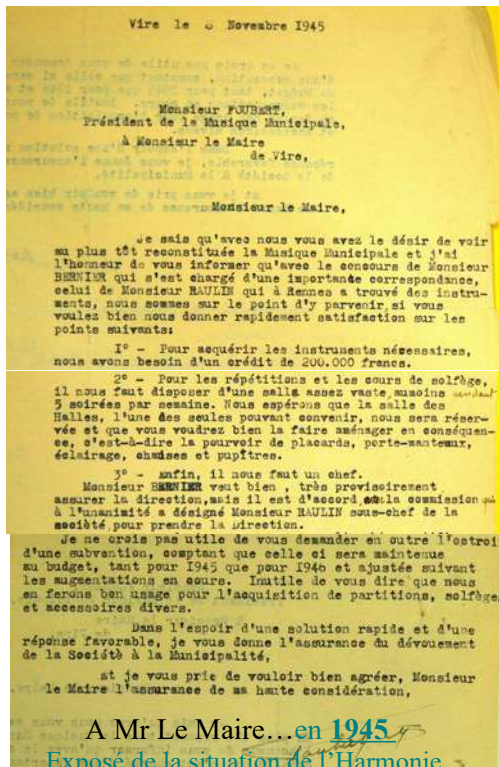 Vire le 8 Novembre 1945
Monsieur FOUBERT,
Président de la Musique Municipale,
à Monsieur le Maire
de Vire,
Monsieur le Maire,
Je sais qu'avec nous vous avez le désir de voir
au plus tôt reconstituée la Musique Municipale et j'ai
l'honneur de vous informer qu'avec le concours de Monsieur
BERNIER qui s'est chargé d'une importante correspondance,
celui de Monsieur RAULIN qui à Rennes a trouvé des instru-
ments, nous sommes sur le point d'y parvenir, si vous
voulez bien nous donner rapidement satisfaction sur les
points suivants:
I° - Pour acquérir les instruments nécessaires,
nous avons besoin d'un crédit de 200.000 francs.
2° - Pour les répétitions et les cours de solfège,
il nous faut disposer d'une salle assez vaste, aumoins pendant
5 soirées par semaine. Nous espérons que la salle des
Halles, l'une des seules pouvant convenir, nous sera réser-
vée et que vous voudrez bien la faire aménager en conséquen-
ce, c'est-à-dire la pourvoir de placards, porte-manteaux,
éclairage, chaises et pupîtres.
3° - Enfin, il nous faut un chef.
Monsieur BERNIER veut bien , très provisoirement
assurer la direction, mais il est d'accord, et la commission qui
à l'unanimité a désigné Monsieur RAULIN sous-chef de la
société, pour prendre la Direction.
Je ne crois pas utile de vous demander en outre l'octroi
d'une subvention, comptant que celle ci sera maintenue
au budget, tant pour I945 que pour I946 et ajustée suivant
les augmentations en cours. Inutile de vous dire que nous
en ferons bon usage pour l'acquisition de partitions, solfèges
et accessoires divers.
Dans l'espoir d'une solution rapide et d'une
réponse favorable, je vous donne l'assurance du dévouement
de la Société à la Municipalité,
et je vous prie de vouloir bien agréer, Monsieur
le Maire l'assurance de ma haute considération,
A Mr Le Maire…en 1945
Exposé de la situation de l'Harmonie